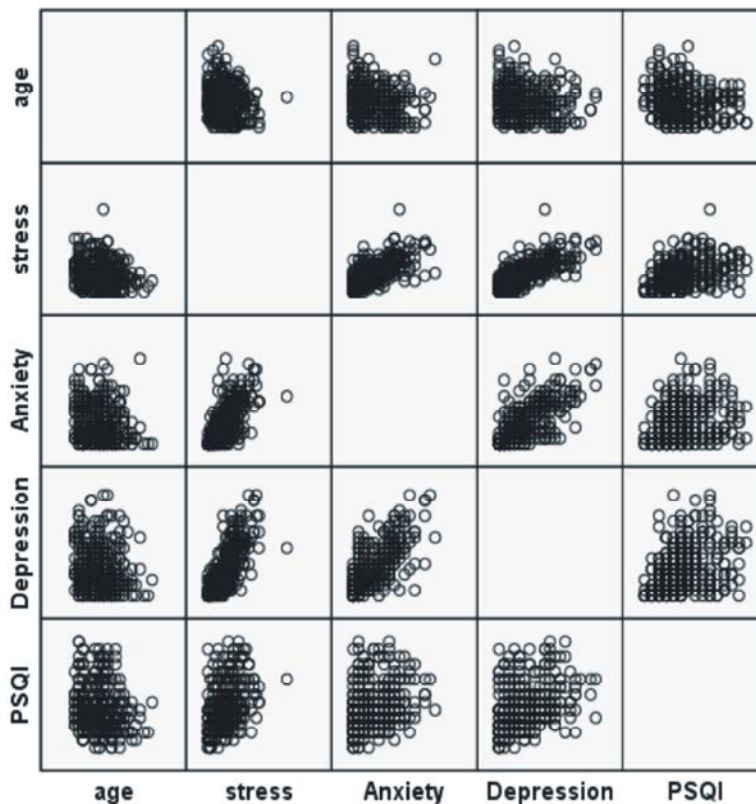 age
stress
Anxiety
Depression
PSQI
age stress Anxiety Depression PSQI